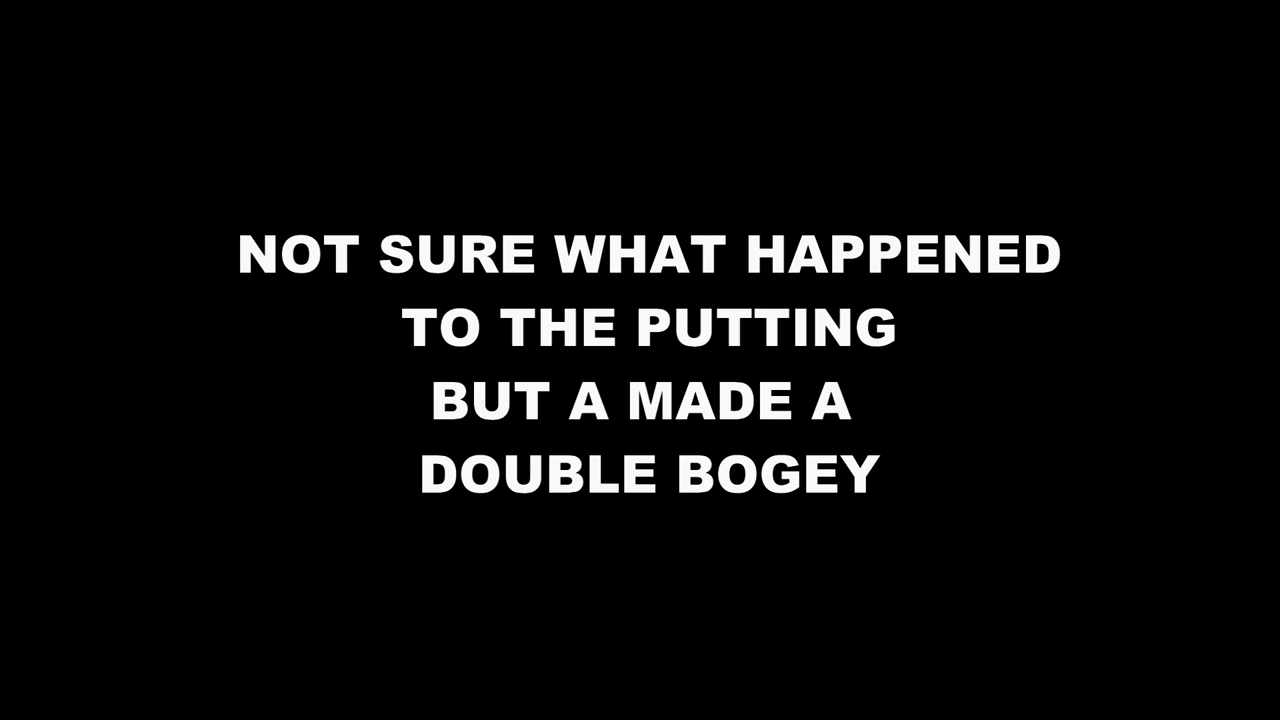 NOT SURE WHAT HAPPENED
TO THE PUTTING
BUT A MADE A
DOUBLE BOGEY